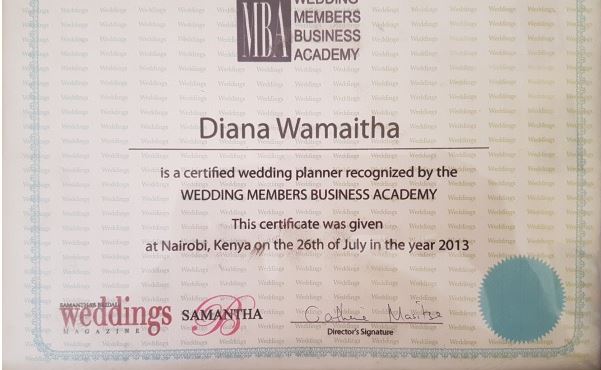 WEDDING
MBA MEMBERS
BUSINESS
ACADEMY
Diana Wamaitha
is a certified wedding planner recognized by the
WEDDING MEMBERS BUSINESS ACADEMY
This certificate was given
at Nairobi, Kenya on the 26th of July in the year 2013
SAMANTHA'S BRIDAL
weddings
MAGAZINE
SAMANTHA
B
Director's Signature